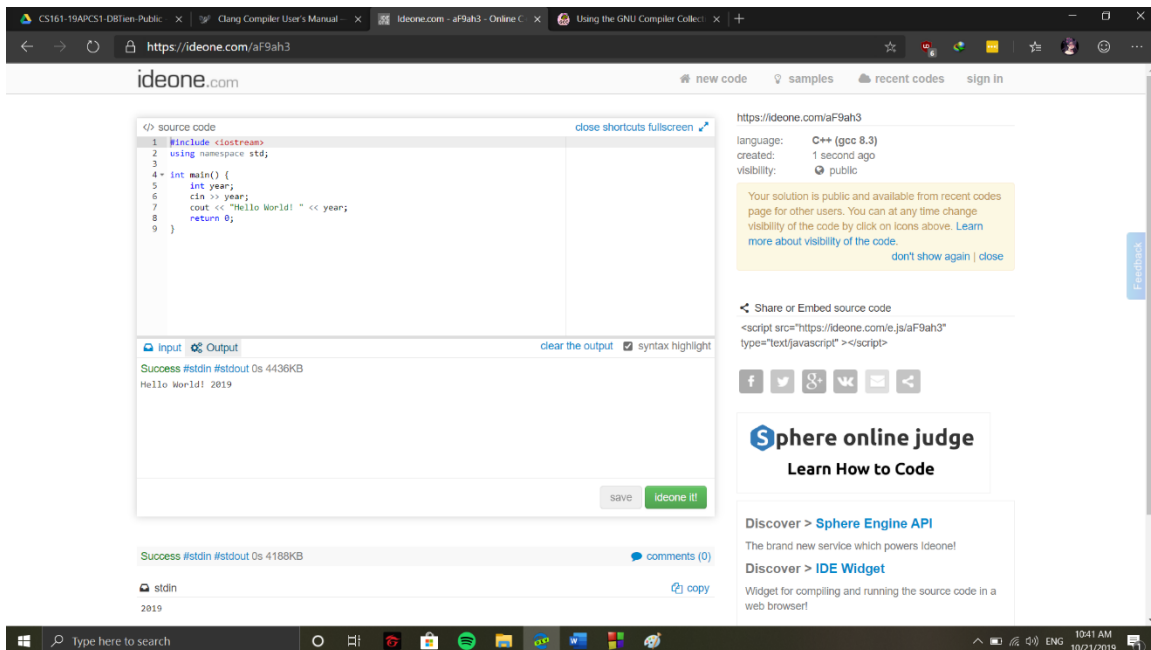 CS161-19APCS1-DBTien-Public
Clang Compiler User's Manual —
Ideone.com - aF9ah3 - Online C
Using the GNU Compiler Collecti
https://ideone.com/aF9ah3
6
ideone.com
new code
samples
recent codes
sign in
</> source code
close shortcuts fullscreen
1 #include <iostream>
2 using namespace std;
3
4 int main() {
5 int year;
6 cin >> year;
7 cout << "Hello World! " << year;
8 return 0;
9 }
input
Output
clear the output
syntax highlight
Success #stdin #stdout 0s 4436KB
Hello World! 2019
save
ideone it!
Success #stdin #stdout 0s 4188KB
comments (0)
stdin
copy
2019
https://ideone.com/aF9ah3
language: C++ (gcc 8.3)
created: 1 second ago
visibility: public
Your solution is public and available from recent codes
page for other users. You can at any time change
visibility of the code by click on icons above. Learn
more about visibility of the code.
don't show again | close
Feedback
Share or Embed source code
<script src="https://ideone.com/e.js/aF9ah3"
type="text/javascript" ></script>
Sphere online judge
Learn How to Code
Discover > Sphere Engine API
The brand new service which powers Ideone!
Discover > IDE Widget
Widget for compiling and running the source code in a
web browser!
Type here to search
ENG
10:41 AM
10/21/2019